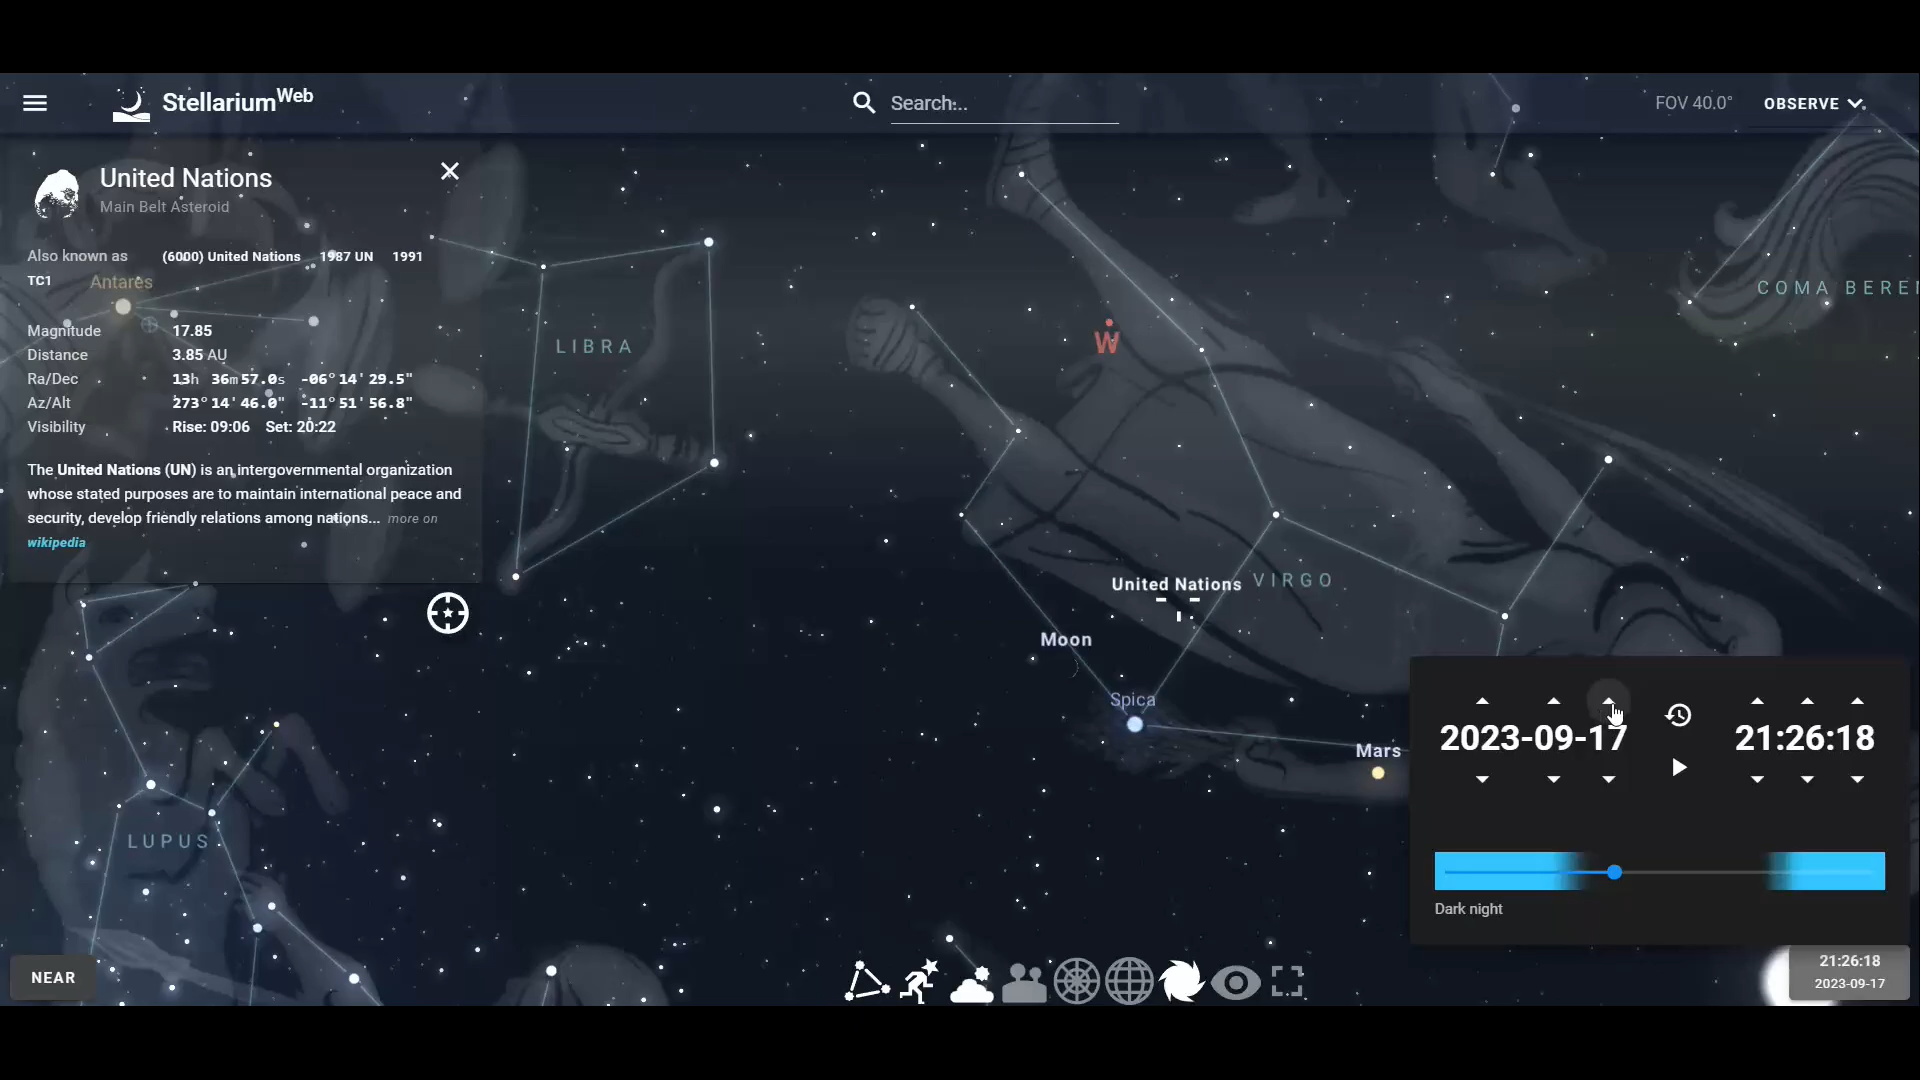 StellariumWeb
Search...
FOV 40.0°
OBSERVE
United Nations
Main Belt Asteroid
Also known as (6000) United Nations 1987 UN 1991
TC1
Antares
Magnitude 17.85
Distance 3.85 AU
Ra/Dec 13h 36m57.0s -06°14'29.5"
Az/Alt 273°14'46.0" -11°51'56.8"
Visibility Rise: 09:06 Set: 20:22
The United Nations (UN) is an intergovernmental organization
whose stated purposes are to maintain international peace and
security, develop friendly relations among nations... more on
wikipedia
LIBRA
W
COMA BEREN
United Nations
VIRGO
Moon
Spica
Mars
LUPUS
2023-09-17
21:26:18
Dark night
NEAR
21:26:18
2023-09-17